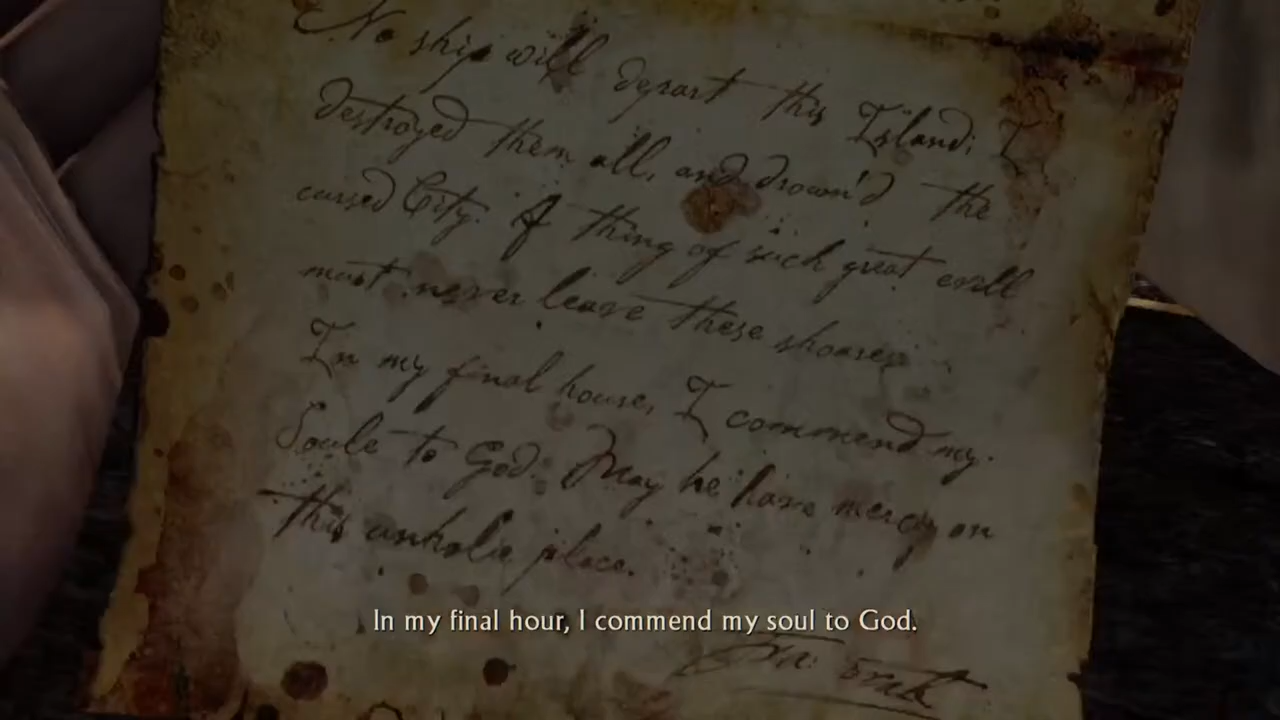 No ship will depart this Island; I
destroyed them all, and drown'd the
cursed City. A thing of such great evill
must never leave these shoares.
In my final houre, I commend my
Soule to God. May he have mercy on
this unholie place.
In my final hour, I commend my soul to God.
Fra: Drak